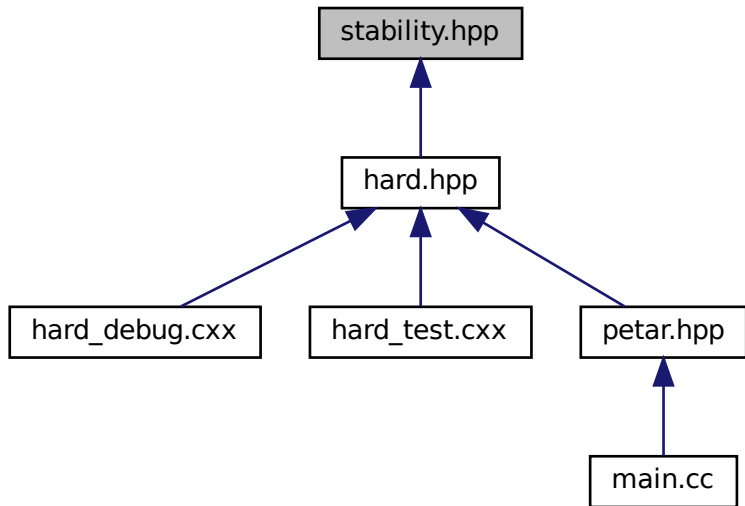 stability.hpp
hard.hpp
hard_debug.cxx
hard_test.cxx
petar.hpp
main.cc